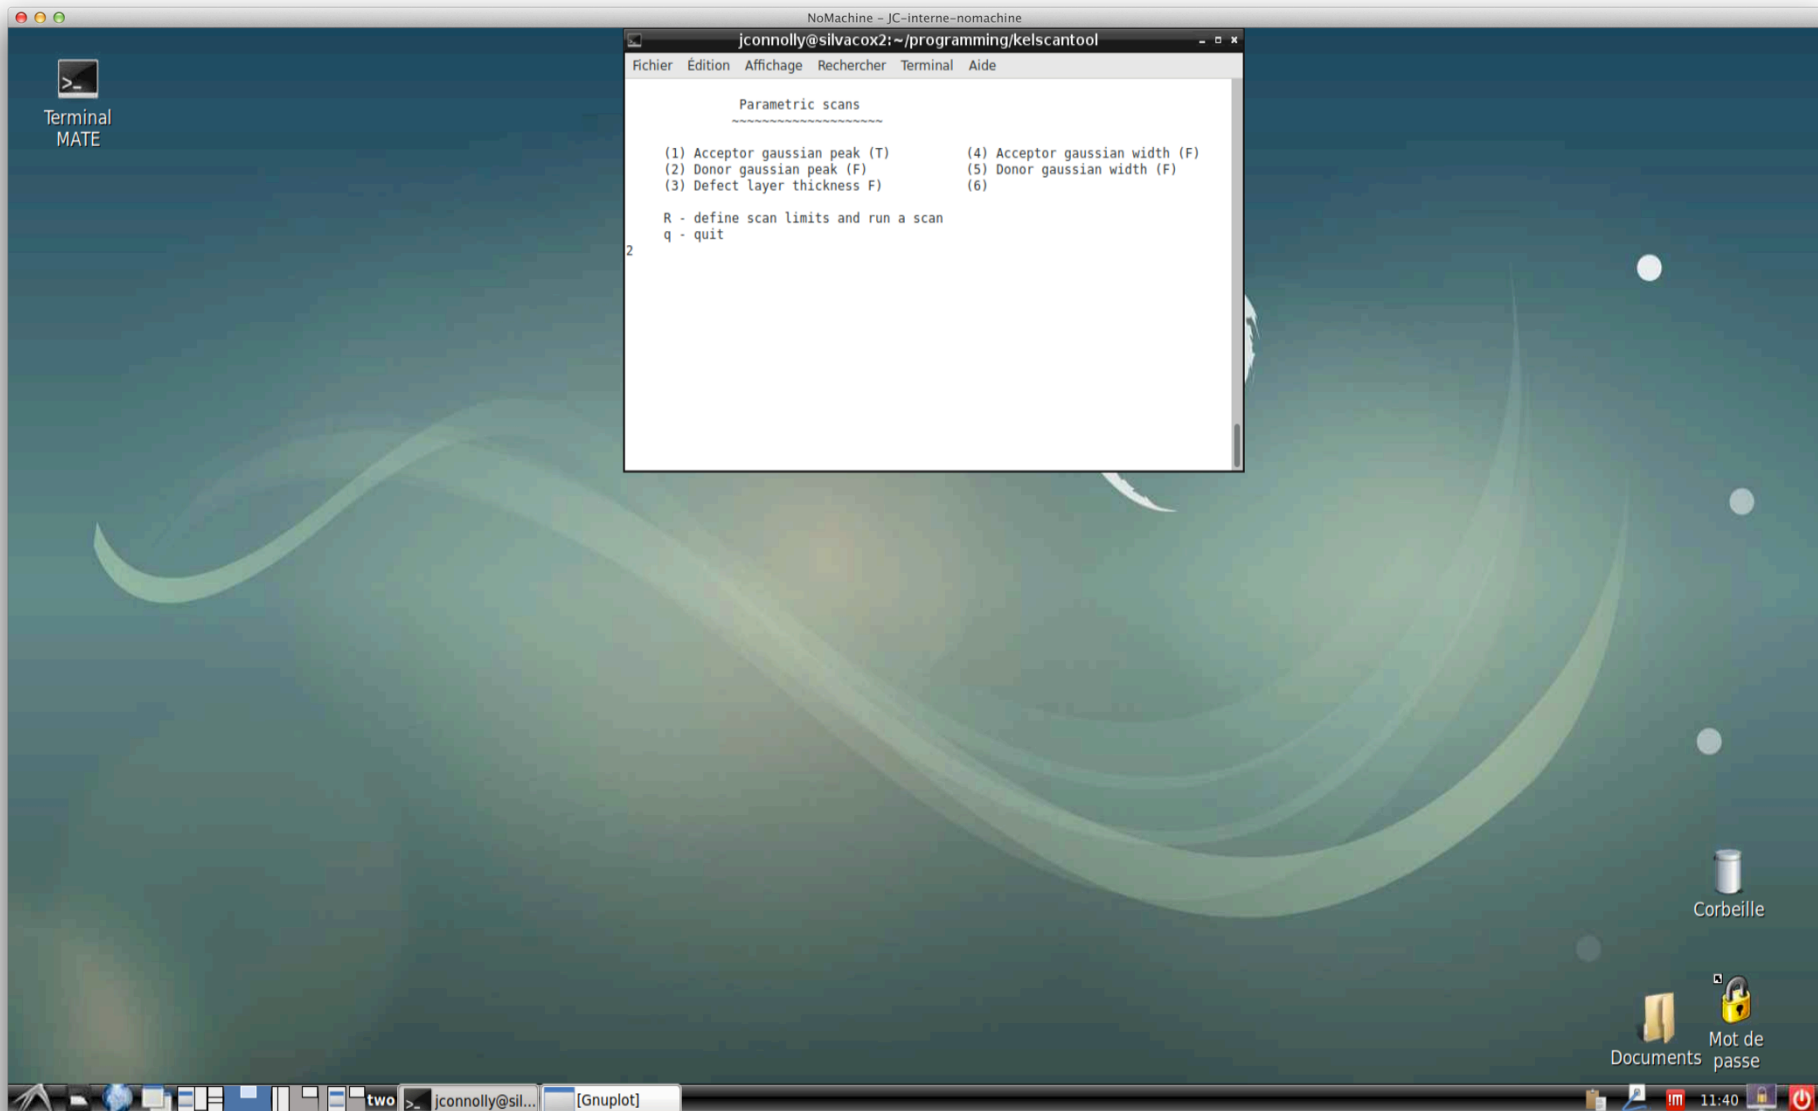 NoMachine - JC-interne-nomachine
jconnolly@silvacox2:~/programming/kelscantool
Fichier Édition Affichage Rechercher Terminal Aide
Parametric scans
~~~~~~~~~~~~~~~~~~~~
(1) Acceptor gaussian peak (T) (4) Acceptor gaussian width (F)
(2) Donor gaussian peak (F) (5) Donor gaussian width (F)
(3) Defect layer thickness F) (6)
R - define scan limits and run a scan
q - quit
2
Terminal
MATE
Corbeille
Documents
Mot de
passe
two
jconnolly@sil...
[Gnuplot]
!M
11:40